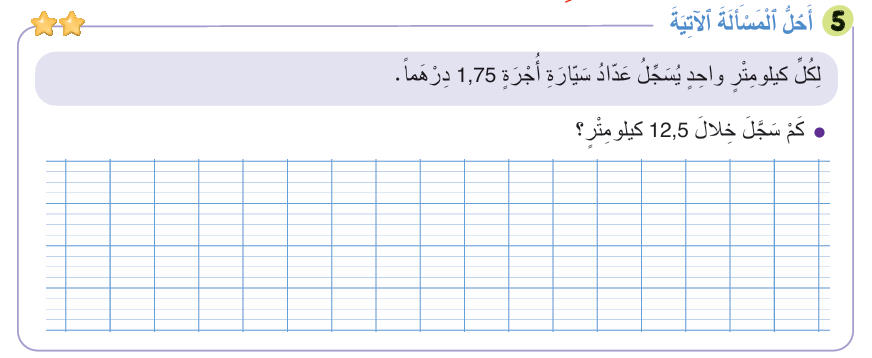 5 أَحُلُّ ٱلْمَسْأَلَةَ ٱلْآتِيَةَ
لِكُلِّ كيلومِتْرٍ واحِدٍ يُسَجِّلُ عَدّادُ سَيّارَةِ أُجْرَةٍ 1,75 دِرْهَماً.
• كَمْ سَجَّلَ خِلالَ 12,5 كيلومِتْرٍ؟